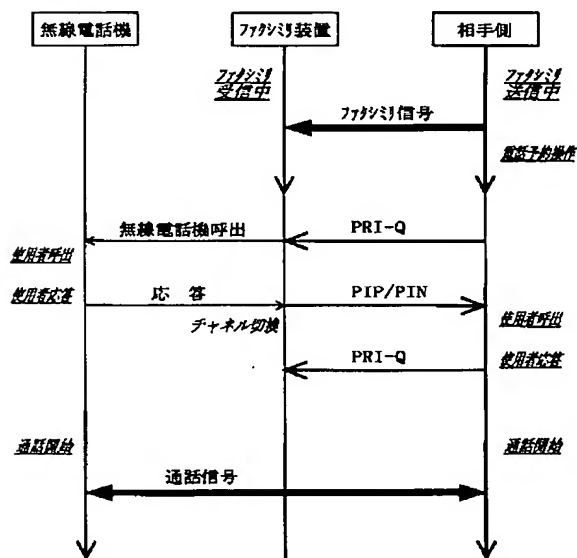 無線電話機
ファクシミリ装置
相手側
ファクシミリ
受信中
ファクシミリ
送信中
ファクシミリ信号
電話予約操作
無線電話機呼出
PRI-Q
使用者呼出
使用者応答
応 答
PIP/PIN
チャネル切換
使用者呼出
PRI-Q
使用者応答
通話開始
通話開始
通話信号